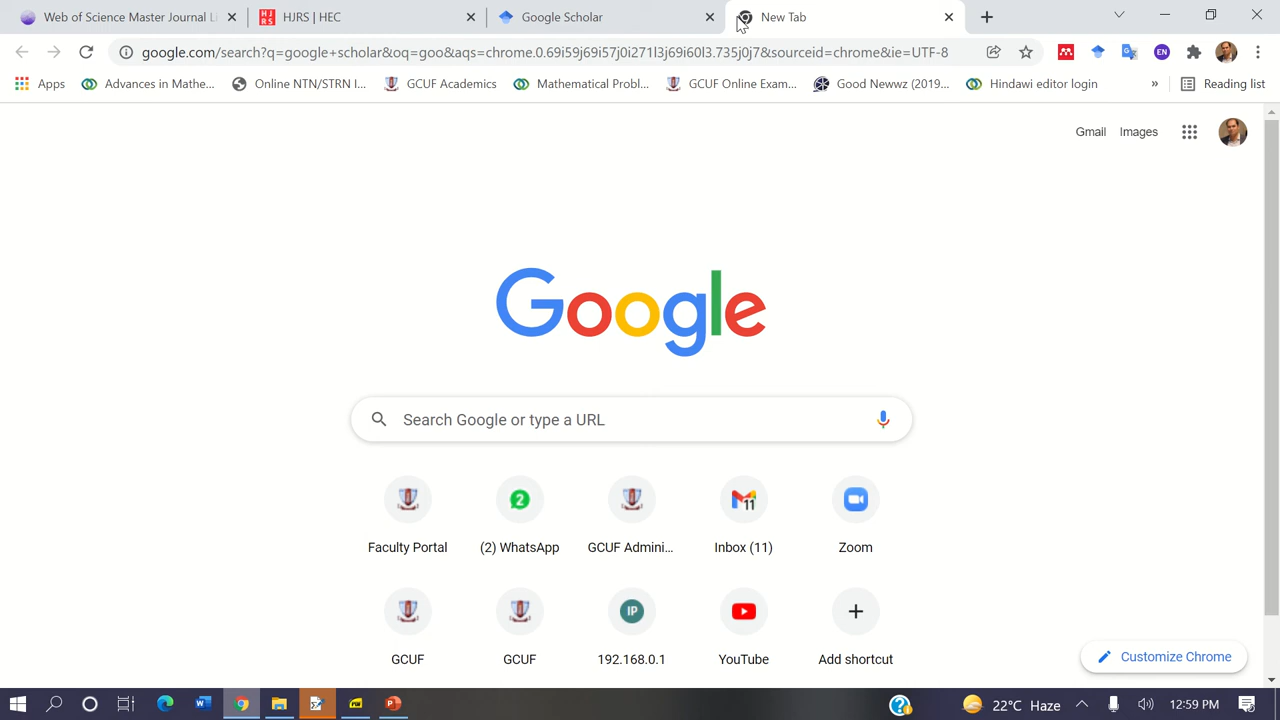 Web of Science Master Journal Li
HJRS | HEC
Google Scholar
New Tab
google.com/search?q=google+scholar&oq=goo&aqs=chrome.0.69i59j69i57j0i271l3j69i60l3.735j0j7&sourceid=chrome&ie=UTF-8
EN
Apps
Advances in Mathe...
Online NTN/STRN I...
GCUF Academics
Mathematical Probl...
GCUF Online Exam...
Good Newwz (2019...
Hindawi editor login
»
Reading list
Gmail
Images
Google
Search Google or type a URL
2
11
Faculty Portal
(2) WhatsApp
GCUF Admini...
Inbox (11)
Zoom
IP
GCUF
GCUF
192.168.0.1
YouTube
Add shortcut
Customize Chrome
22°C Haze
12:59 PM